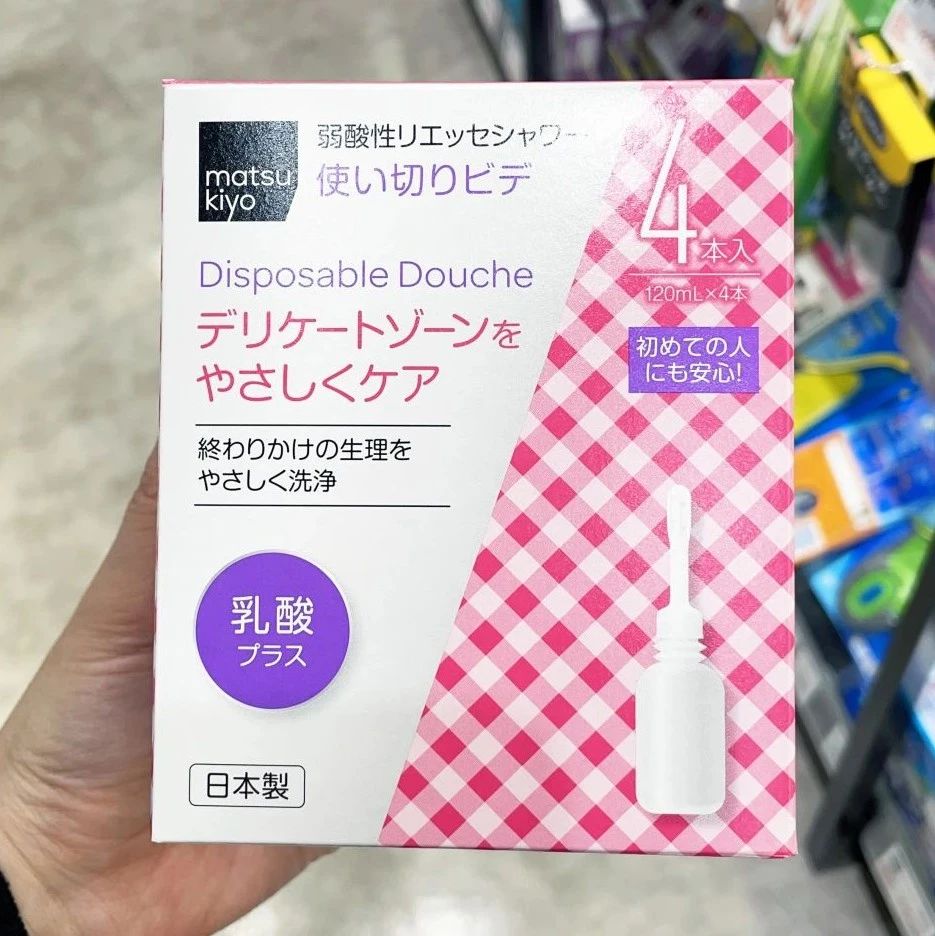 matsu
kiyo
弱酸性リエッセシャワー
使い切りビデ
4本入
120mL×4本
Disposable Douche
デリケートゾーンを
やさしくケア
初めての人
にも安心!
終わりかけの生理を
やさしく洗浄
乳酸
プラス
日本製